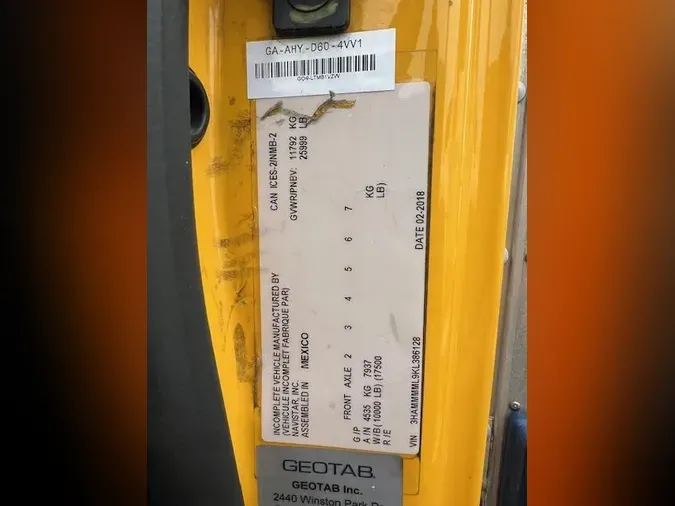 GA-AHY-D60-4VV1
INCOMPLETE VEHICLE MANUFACTURED BY
(VEHICULE INCOMPLET FABRIQUE PAR)
NAVISTAR, INC.
ASSEMBLED IN MEXICO
CAN ICES-2/NMB-2
GVWR/PNBV: 11792 KG
25999 LB
FRONT AXLE 2 3 4 5 6 7
G/P
A/N 4535 KG 7937 KG
W/B (10000 LB) (17500 LB)
R/E
VIN 3HAMMMML9KL386128 DATE 02-2018
GEOTAB
GEOTAB Inc.
2440 Winston Park